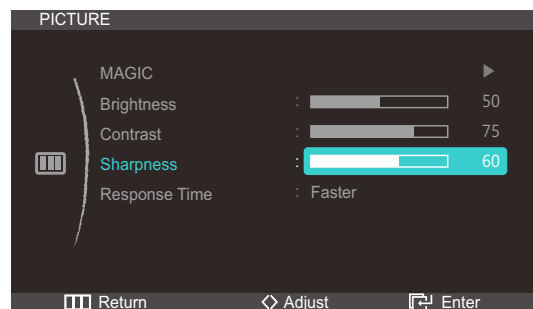 PICTURE
MAGIC
Brightness : 50
Contrast : 75
Sharpness : 60
Response Time : Faster
Return Adjust Enter